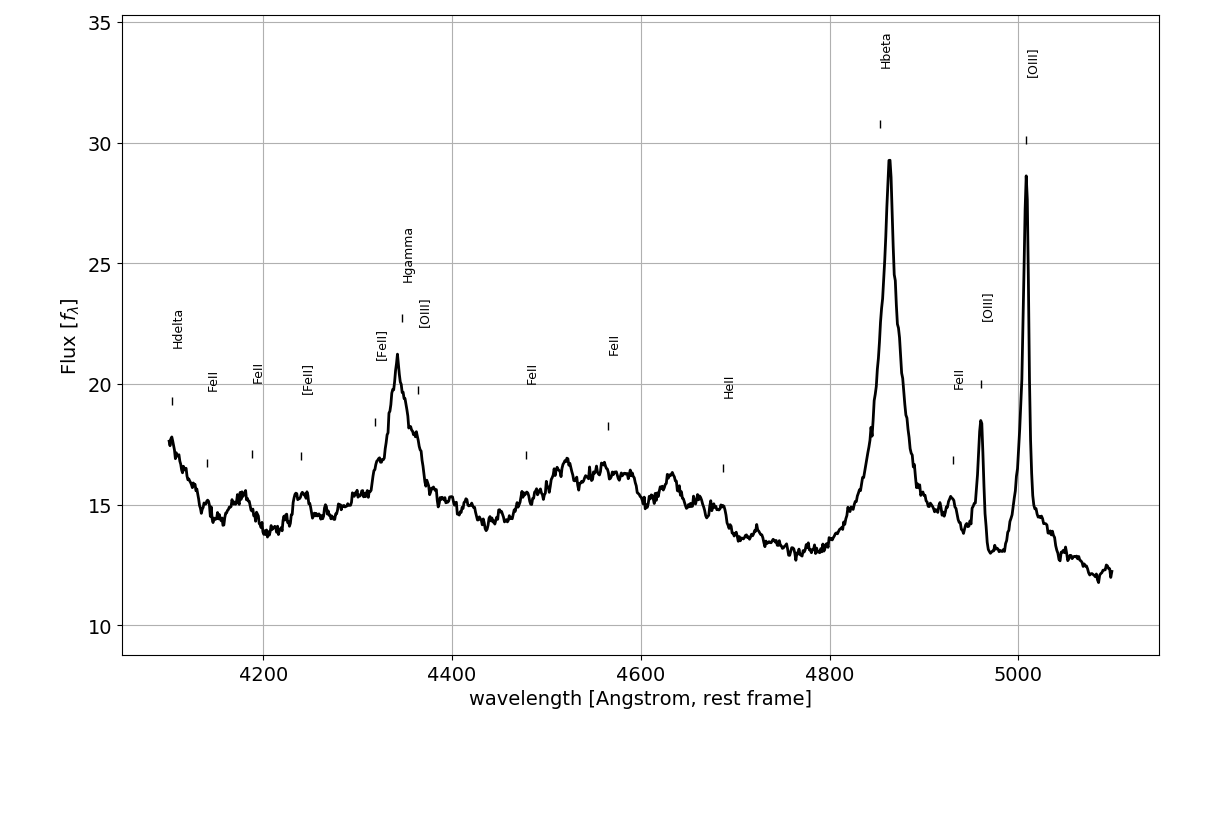 35
30
25
20
15
10
Flux [fλ]
Hdelta
FeII
FeII
[FeII]
[FeII]
Hgamma
[OIII]
FeII
FeII
HeII
Hbeta
FeII
[OIII]
[OIII]
4200 4400 4600 4800 5000
wavelength [Angstrom, rest frame]